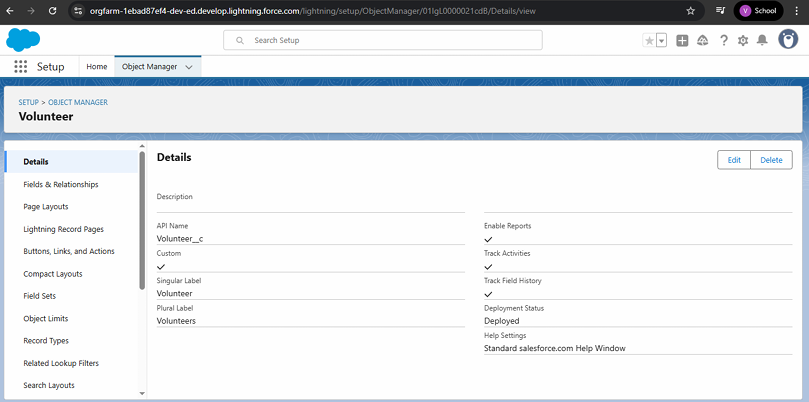 orgfarm-1ebad87ef4-dev-ed.develop.lightning.force.com/lightning/setup/ObjectManager/01IgL0000021cdB/Details/view
V School
Search Setup
Setup Home Object Manager
SETUP > OBJECT MANAGER
Volunteer
Details
Fields & Relationships
Page Layouts
Lightning Record Pages
Buttons, Links, and Actions
Compact Layouts
Field Sets
Object Limits
Record Types
Related Lookup Filters
Search Layouts
Details
Edit Delete
Description
API Name
Volunteer__c
Custom
Singular Label
Volunteer
Plural Label
Volunteers
Enable Reports
Track Activities
Track Field History
Deployment Status
Deployed
Help Settings
Standard salesforce.com Help Window